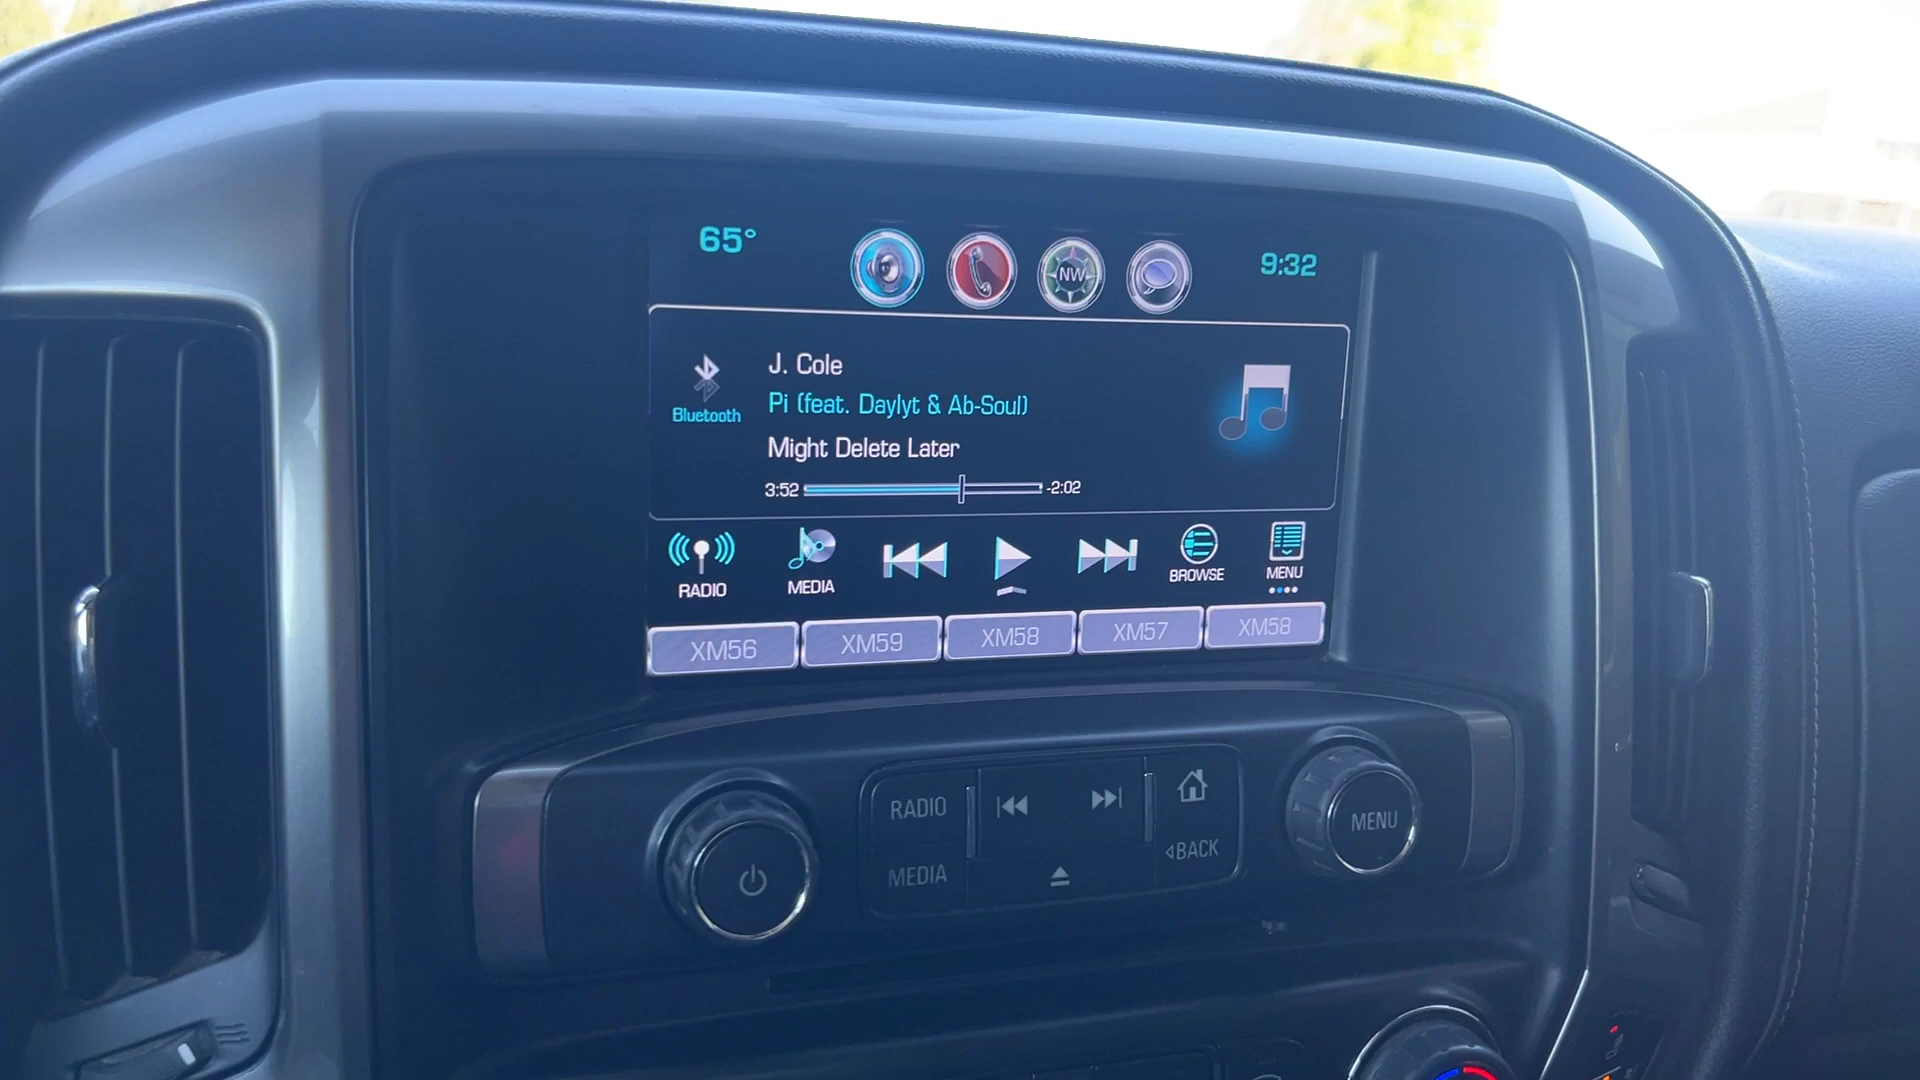 65°
NW
9:32
Bluetooth
J. Cole
Pi (feat. Daylyt & Ab-Soul)
Might Delete Later
3:52
-2:02
RADIO
MEDIA
BROWSE
MENU
XM56
XM59
XM58
XM57
XM58
RADIO
MEDIA
BACK
MENU